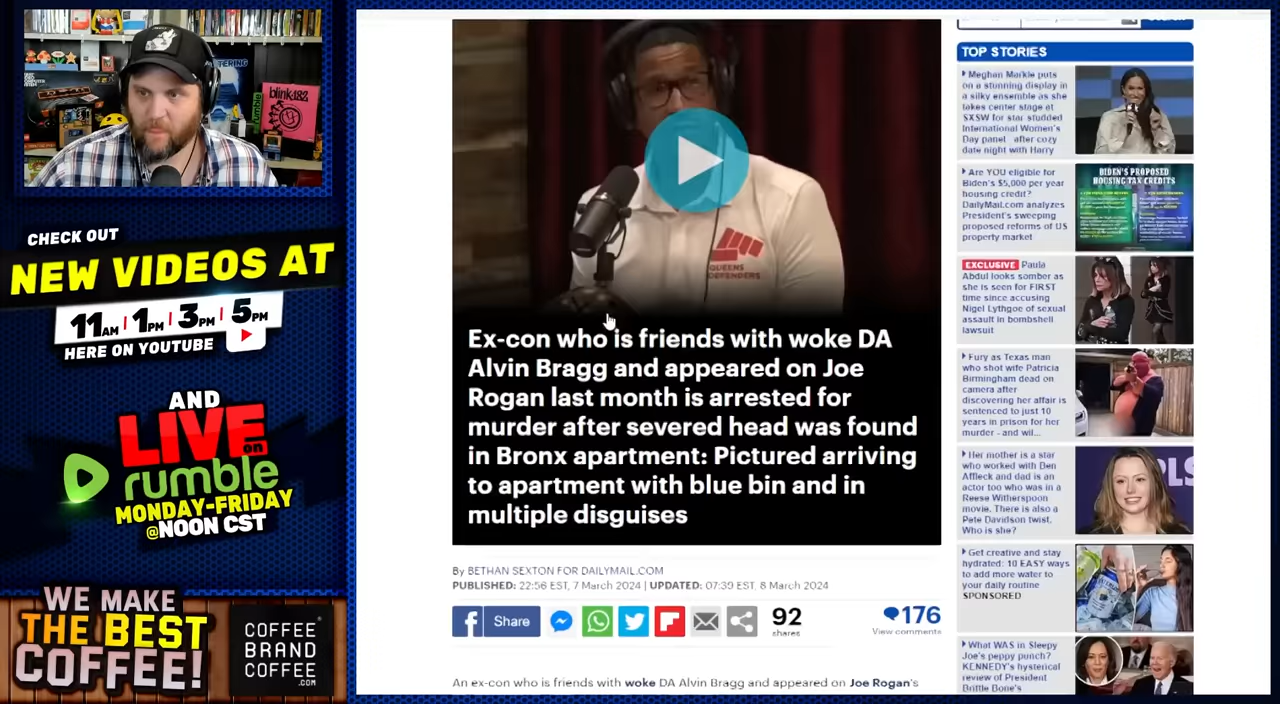 blink-182
rumble
CHECK OUT
NEW VIDEOS AT
11AM | 1PM | 3PM | 5PM
HERE ON YOUTUBE
AND
LIVE
on
rumble
MONDAY-FRIDAY
@NOON CST
WE MAKE
THE BEST
COFFEE!
COFFEE
BRAND
COFFEE
.COM
QUEENS
DEFENDERS
Ex-con who is friends with woke DA
Alvin Bragg and appeared on Joe
Rogan last month is arrested for
murder after severed head was found
in Bronx apartment: Pictured arriving
to apartment with blue bin and in
multiple disguises
By BETHAN SEXTON FOR DAILYMAIL.COM
PUBLISHED: 22:56 EST, 7 March 2024 | UPDATED: 07:39 EST, 8 March 2024
Share
92
shares
176
View comments
An ex-con who is friends with woke DA Alvin Bragg and appeared on Joe Rogan's
TOP STORIES
Meghan Markle puts
on a stunning display in
a silky ensemble as she
takes center stage at
SXSW for star-studded
International Women's
Day panel - after cozy
date night with Harry
Are YOU eligible for
Biden's $5,000 per year
housing credit?
DailyMail.com analyzes
President's sweeping
proposed reforms of US
property market
BIDEN'S PROPOSED
HOUSING TAX CREDITS
EXCLUSIVE Paula
Abdul looks somber as
she is seen for FIRST
time since accusing
Nigel Lythgoe of sexual
assault in bombshell
lawsuit
Fury as Texas man
who shot wife Patricia
Birmingham dead on
camera after
discovering her affair is
sentenced to just 10
years in prison for her
murder - and wil...
Her mother is a star
who worked with Ben
Affleck and dad is an
actor too who was in a
Reese Witherspoon
movie. There is also a
Pete Davidson twist.
Who is she?
Get creative and stay
hydrated: 10 EASY ways
to add more water to
your daily routine
SPONSORED
What WAS in Sleepy
Joe's peppy punch?
KENNEDY's hysterical
review of President
Brittle Bone's